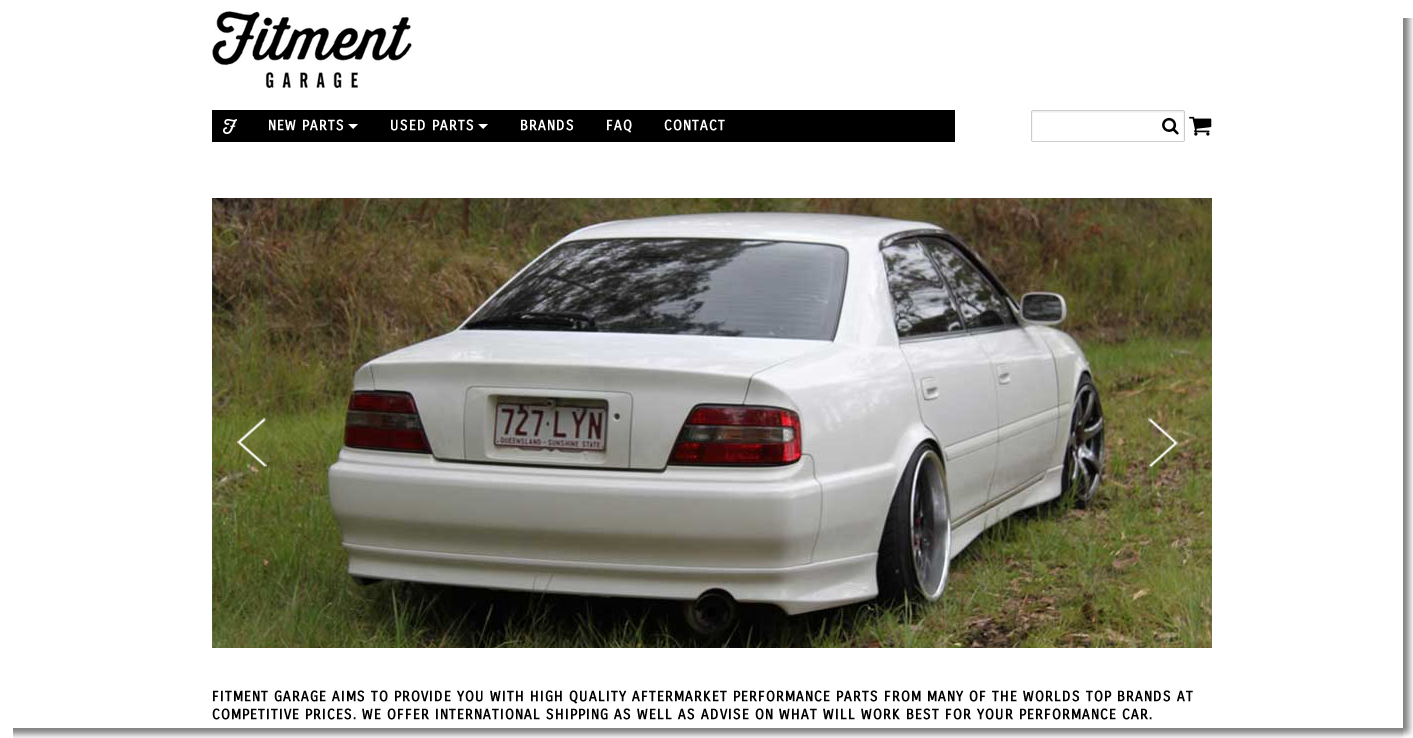 Fitment
GARAGE
F NEW PARTS USED PARTS BRANDS FAQ CONTACT
727·LYN
QUEENSLAND - SUNSHINE STATE
FITMENT GARAGE AIMS TO PROVIDE YOU WITH HIGH QUALITY AFTERMARKET PERFORMANCE PARTS FROM MANY OF THE WORLDS TOP BRANDS AT
COMPETITIVE PRICES. WE OFFER INTERNATIONAL SHIPPING AS WELL AS ADVISE ON WHAT WILL WORK BEST FOR YOUR PERFORMANCE CAR.